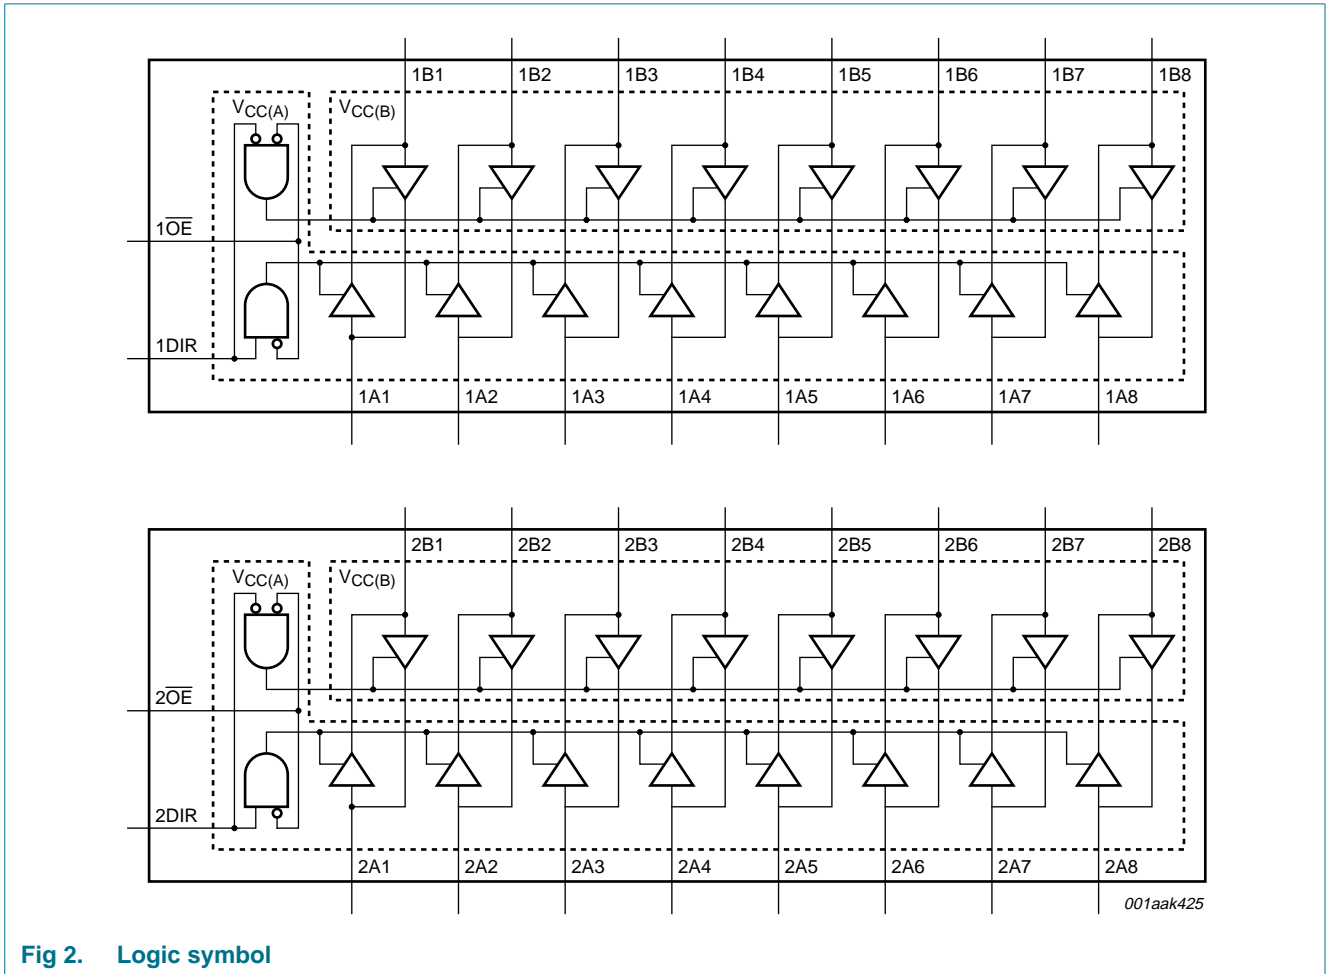 1B1 1B2 1B3 1B4 1B5 1B6 1B7 1B8
VCC(A) VCC(B)
1O̅E̅
1DIR
1A1 1A2 1A3 1A4 1A5 1A6 1A7 1A8
2B1 2B2 2B3 2B4 2B5 2B6 2B7 2B8
VCC(A) VCC(B)
2O̅E̅
2DIR
2A1 2A2 2A3 2A4 2A5 2A6 2A7 2A8
001aak425
Fig 2. Logic symbol